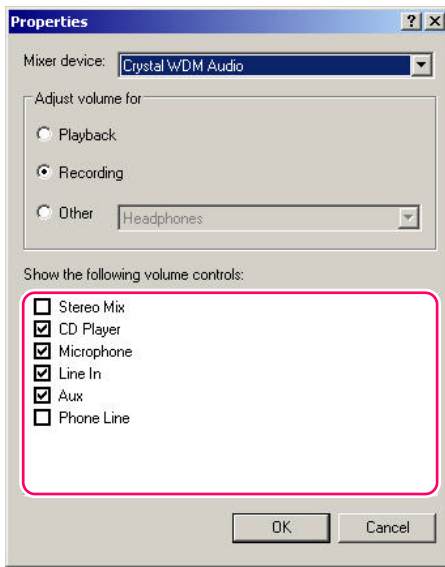 Properties
Mixer device: Crystal WDM Audio
Adjust volume for
Playback
Recording
Other Headphones
Show the following volume controls:
Stereo Mix
CD Player
Microphone
Line In
Aux
Phone Line
OK Cancel